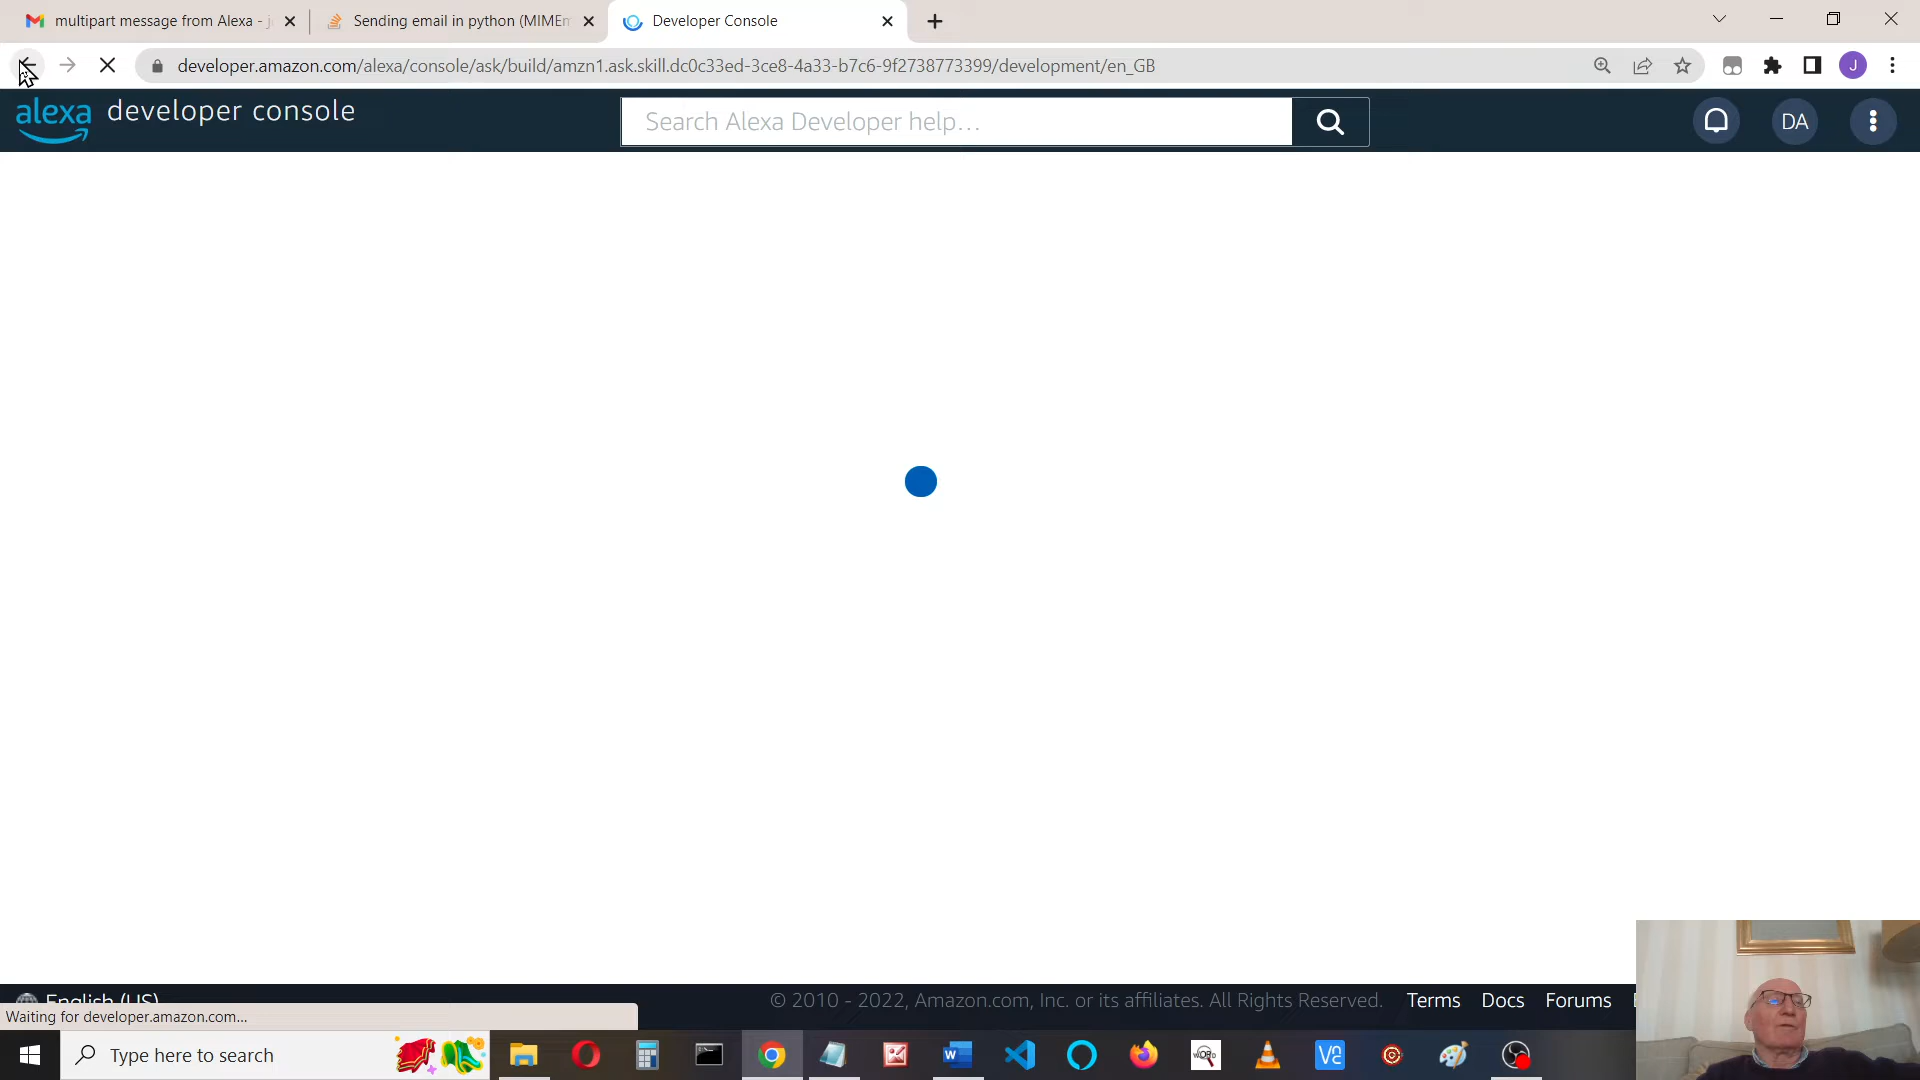 multipart message from Alexa - j
Sending email in python (MIMEm
Developer Console
developer.amazon.com/alexa/console/ask/build/amzn1.ask.skill.dc0c33ed-3ce8-4a33-b7c6-9f2738773399/development/en_GB
J
alexa developer console
Search Alexa Developer help...
DA
English (US)
© 2010 - 2022, Amazon.com, Inc. or its affiliates. All Rights Reserved.
Terms
Docs
Forums
Waiting for developer.amazon.com...
Type here to search